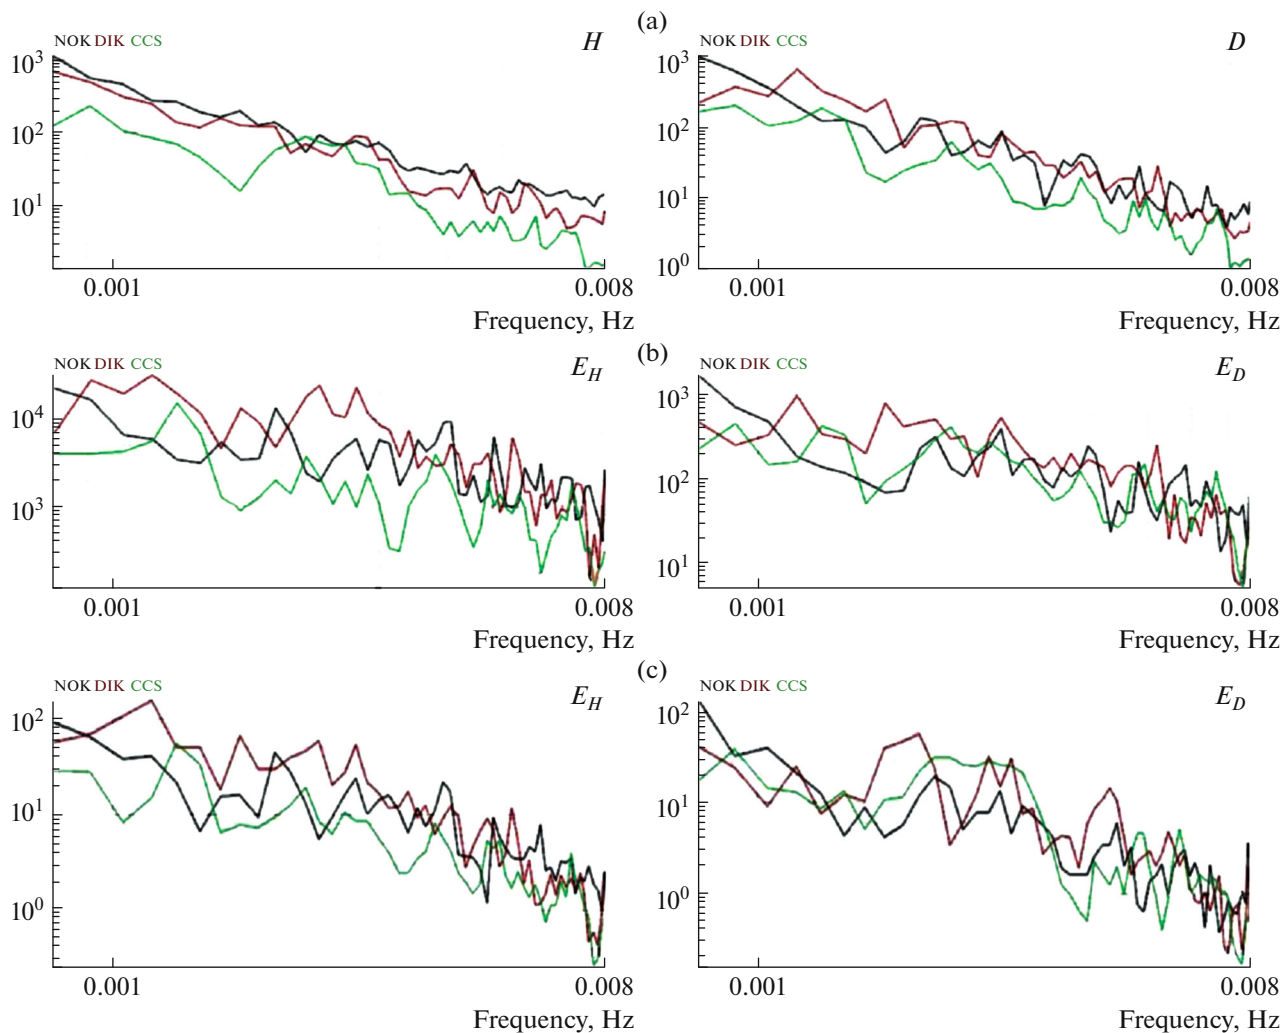 (a)
NOK DIK CCS H
10³
10²
10¹
0.001 0.008
Frequency, Hz
NOK DIK CCS D
10³
10²
10¹
10⁰
0.001 0.008
Frequency, Hz
(b)
NOK DIK CCS E_H
10⁴
10³
0.001 0.008
Frequency, Hz
NOK DIK CCS E_D
10³
10²
10¹
0.001 0.008
Frequency, Hz
(c)
NOK DIK CCS E_H
10²
10¹
10⁰
0.001 0.008
Frequency, Hz
NOK DIK CCS E_D
10²
10¹
10⁰
0.001 0.008
Frequency, Hz